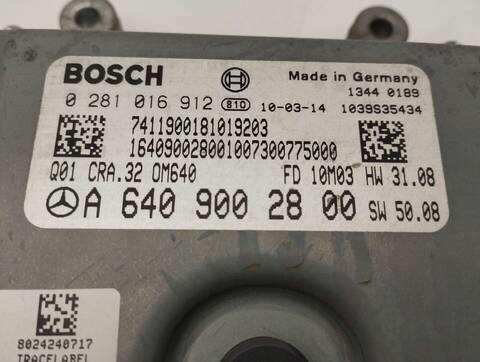 BOSCH
Made in Germany
1344 0189
0 281 016 912 810 10-03-14 1039S35434
7411900181019203
164090028001007300775000
Q01 CRA.32 OM640 FD 10M03 HW 31.08
A 640 900 28 00 SW 50.08
8024240717
TRACELABEL